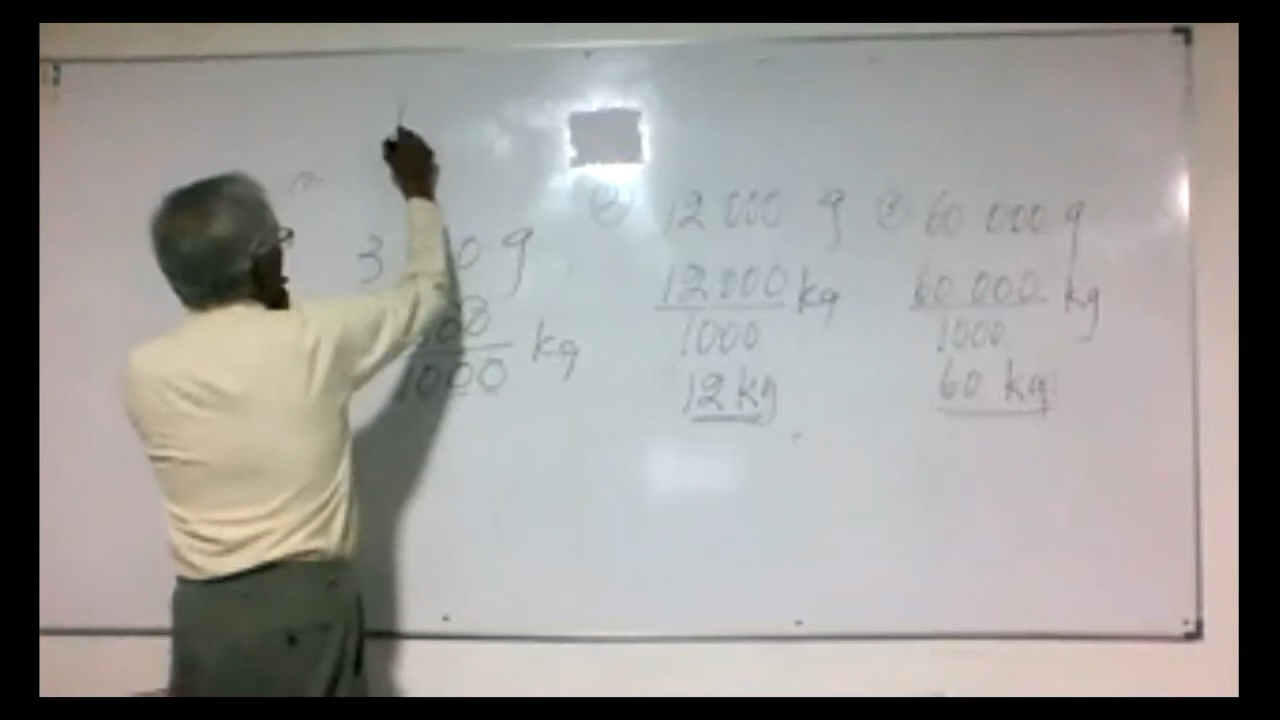 g
kg
1000
12 000 g
12 000 kg
1000
12 kg
60 000 g
60 000 kg
1000
60 kg